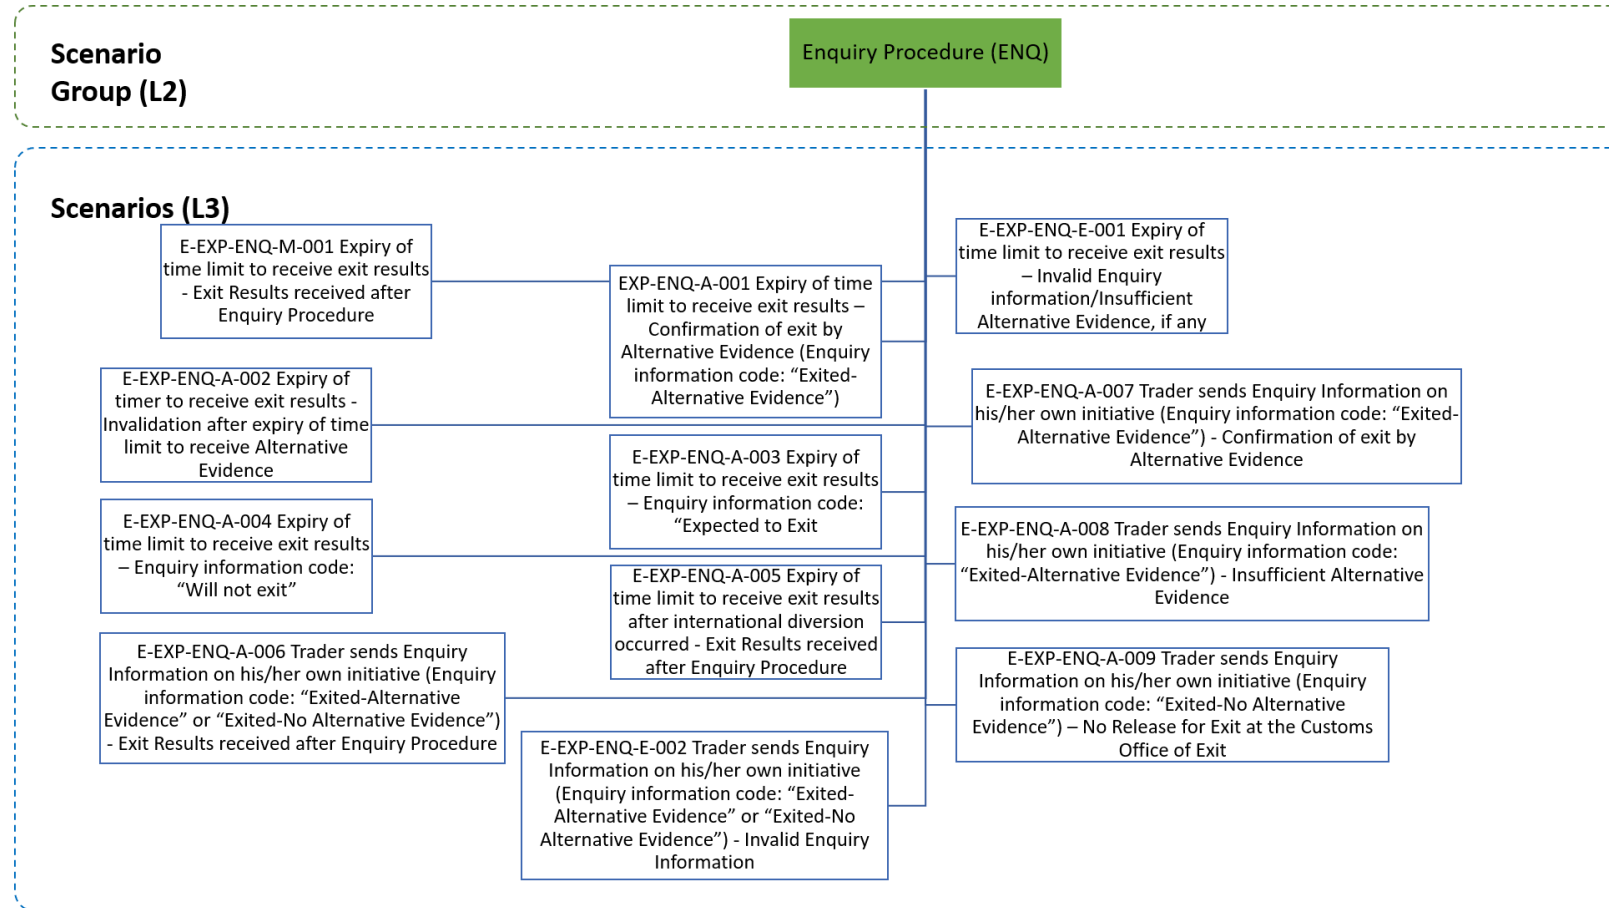 Scenario
Group (L2)
Enquiry Procedure (ENQ)
Scenarios (L3)
E-EXP-ENQ-M-001 Expiry of
time limit to receive exit results
- Exit Results received after
Enquiry Procedure
EXP-ENQ-A-001 Expiry of time
limit to receive exit results –
Confirmation of exit by
Alternative Evidence (Enquiry
information code: “Exited-
Alternative Evidence”)
E-EXP-ENQ-E-001 Expiry of
time limit to receive exit results
– Invalid Enquiry
information/Insufficient
Alternative Evidence, if any
E-EXP-ENQ-A-002 Expiry of
timer to receive exit results -
Invalidation after expiry of time
limit to receive Alternative
Evidence
E-EXP-ENQ-A-007 Trader sends Enquiry Information on
his/her own initiative (Enquiry information code: “Exited-
Alternative Evidence”) - Confirmation of exit by
Alternative Evidence
E-EXP-ENQ-A-003 Expiry of
time limit to receive exit results
– Enquiry information code:
“Expected to Exit
E-EXP-ENQ-A-004 Expiry of
time limit to receive exit results
– Enquiry information code:
“Will not exit”
E-EXP-ENQ-A-008 Trader sends Enquiry Information on
his/her own initiative (Enquiry information code:
“Exited-Alternative Evidence”) - Insufficient Alternative
Evidence
E-EXP-ENQ-A-005 Expiry of
time limit to receive exit results
after international diversion
occurred - Exit Results received
after Enquiry Procedure
E-EXP-ENQ-A-006 Trader sends Enquiry
Information on his/her own initiative (Enquiry
information code: “Exited-Alternative
Evidence” or “Exited-No Alternative Evidence”)
- Exit Results received after Enquiry Procedure
E-EXP-ENQ-A-009 Trader sends Enquiry
Information on his/her own initiative (Enquiry
information code: “Exited-No Alternative
Evidence”) – No Release for Exit at the Customs
Office of Exit
E-EXP-ENQ-E-002 Trader sends Enquiry
Information on his/her own initiative
(Enquiry information code: “Exited-
Alternative Evidence” or “Exited-No
Alternative Evidence”) - Invalid Enquiry
Information